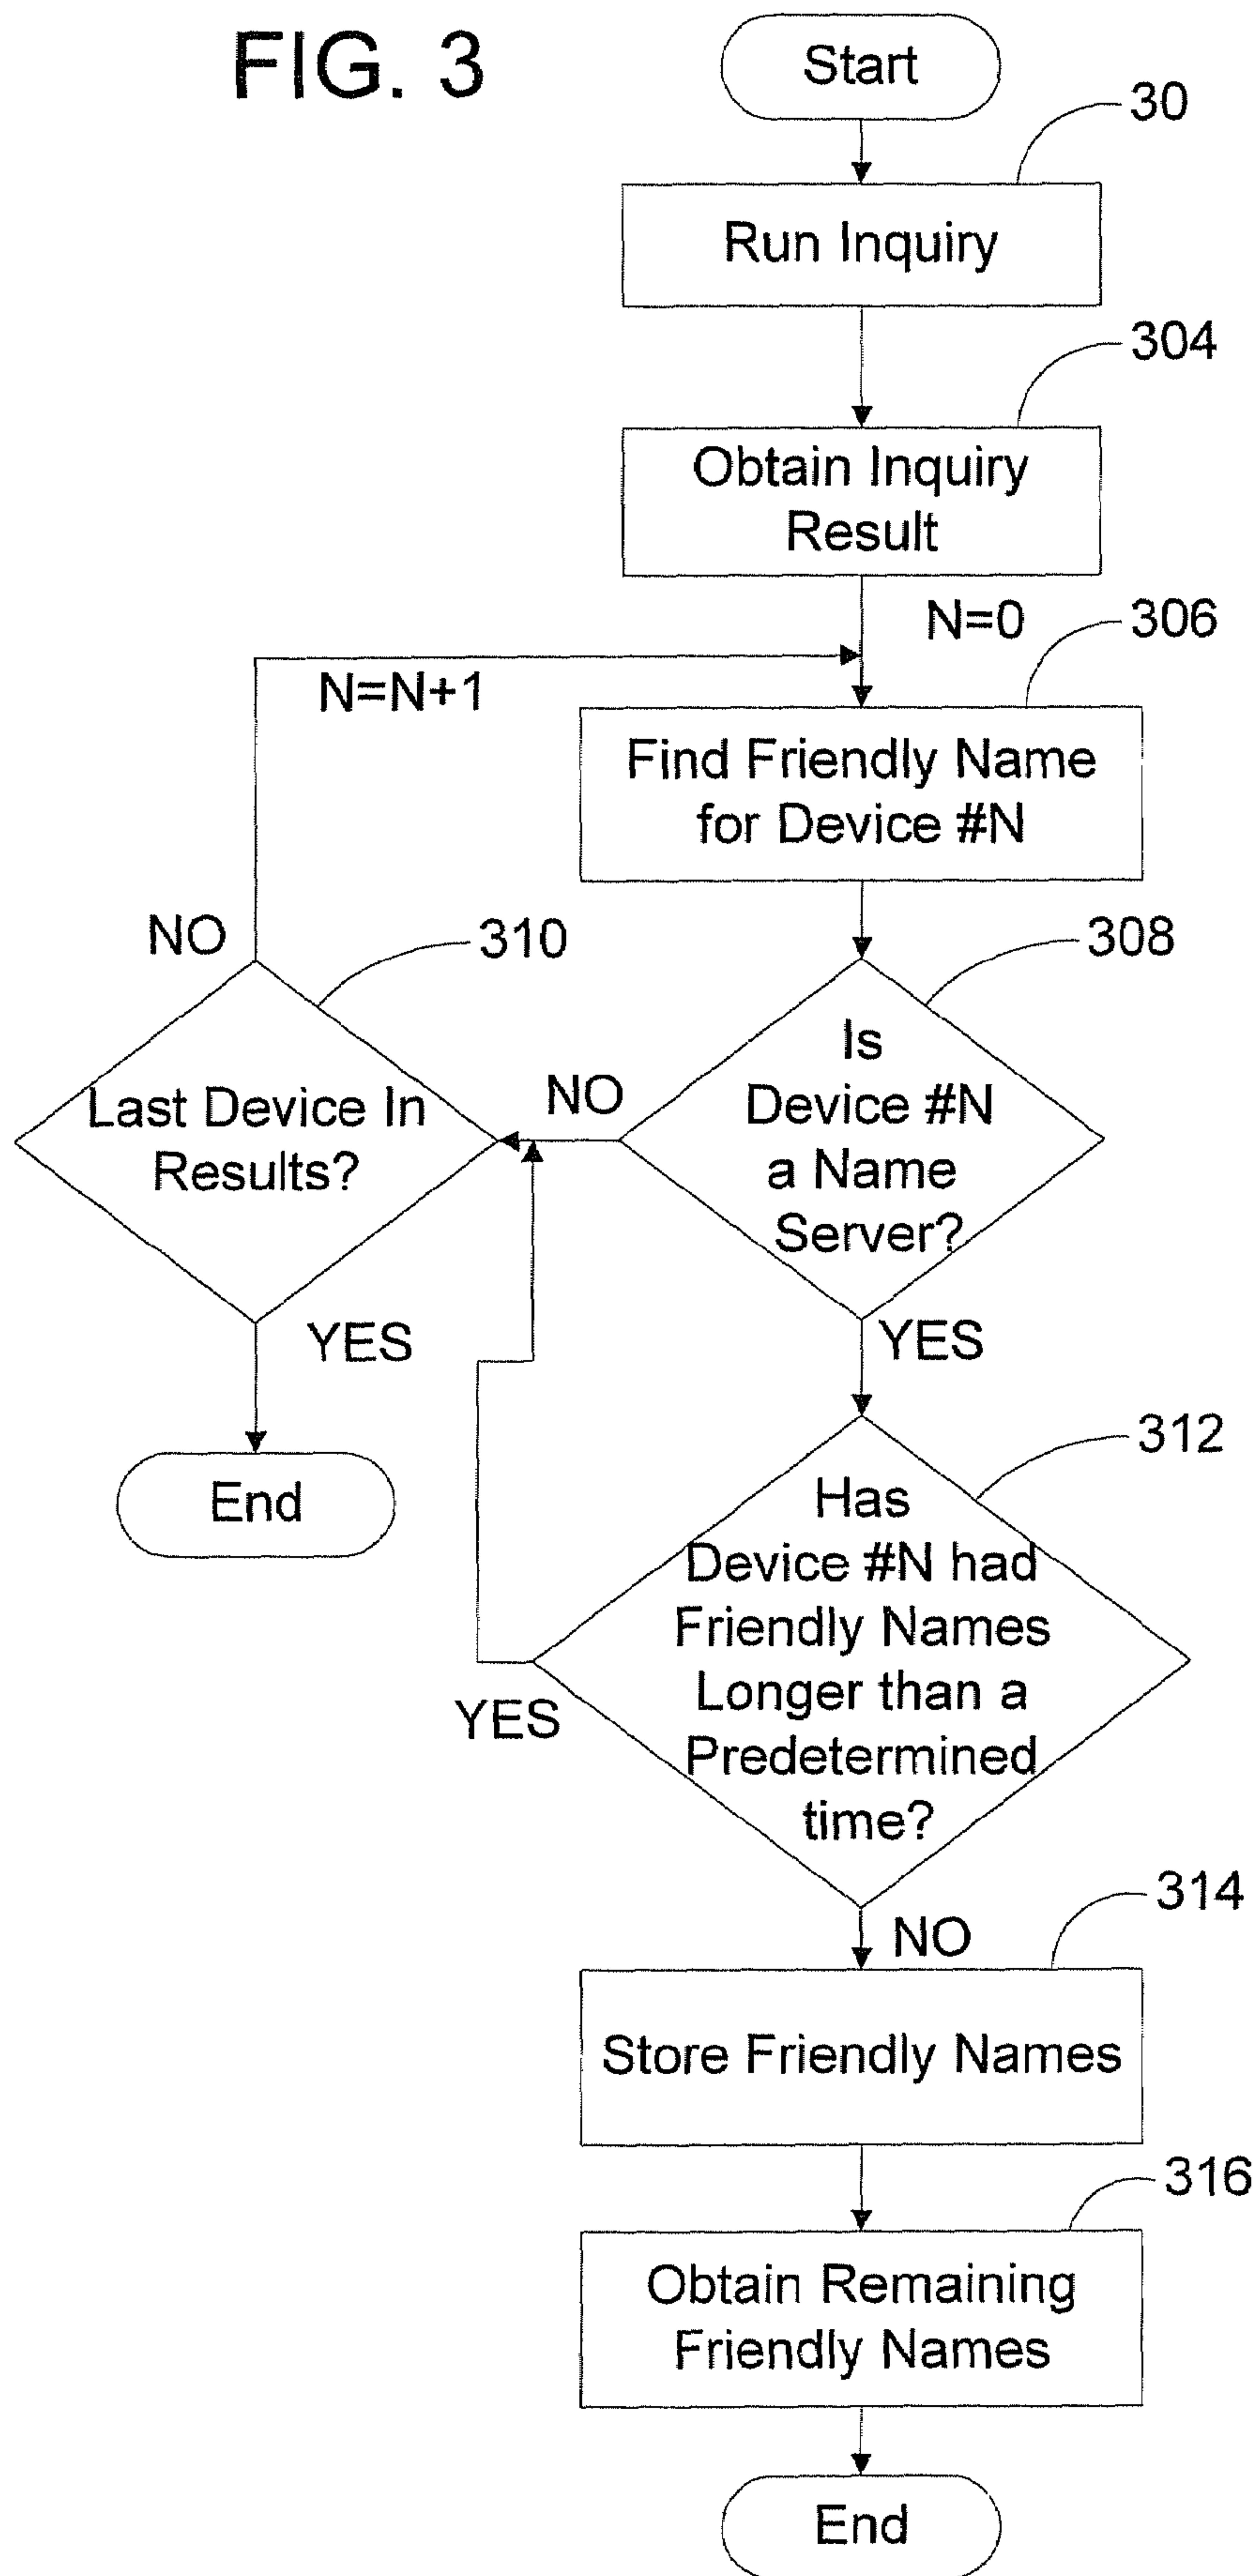 FIG. 3
Start
30
Run Inquiry
304
Obtain Inquiry
Result
N=0
306
N=N+1
Find Friendly Name
for Device #N
NO
310
308
Last Device In
Results?
NO
Is
Device #N
a Name
Server?
YES
YES
End
312
Has
Device #N had
Friendly Names
Longer than a
Predetermined
time?
YES
NO
314
Store Friendly Names
316
Obtain Remaining
Friendly Names
End